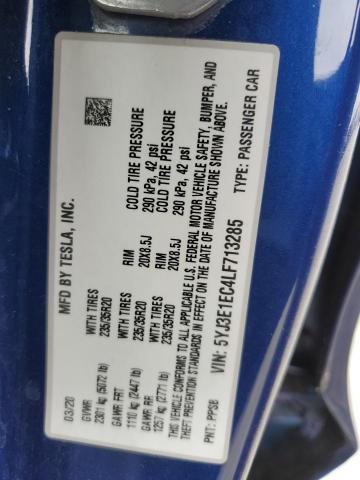 MFD BY TESLA, INC.
03/20
GVWR
2301 kg (5072 lb)
WITH TIRES
235/35R20
RIM
20X8.5J
COLD TIRE PRESSURE
290 kPa, 42 psi
GAWR FRT
1110 kg (2447 lb)
WITH TIRES
235/35R20
RIM
20X8.5J
COLD TIRE PRESSURE
290 kPa, 42 psi
GAWR RR
1257 kg (2771 lb)
WITH TIRES
235/35R20
THIS VEHICLE CONFORMS TO ALL APPLICABLE U.S. FEDERAL MOTOR VEHICLE SAFETY, BUMPER, AND
THEFT PREVENTION STANDARDS IN EFFECT ON THE DATE OF MANUFACTURE SHOWN ABOVE.
VIN: 5YJ3E1EC4LF713285
TYPE: PASSENGER CAR
PNT: PPSB